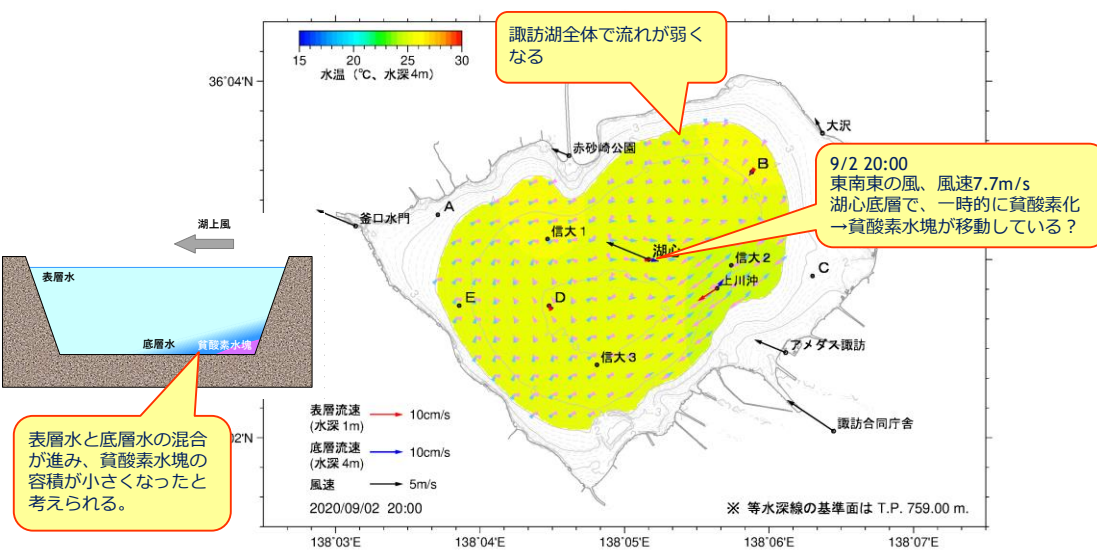 諏訪湖全体で流れが弱く
なる
15 20 25 30
水温 (℃、水深4m)
36°04'N
大沢
赤砂崎公園
B
9/2 20:00
東南東の風、風速7.7m/s
湖心底層で、一時的に貧酸素化
→貧酸素水塊が移動している？
A
釜口水門
湖上風
信大1
湖心
信大2
C
上川沖
表層水
E
D
底層水
貧酸素水塊
アメダス諏訪
信大3
表層流速
(水深1m)
10cm/s
諏訪合同庁舎
表層水と底層水の混合
が進み、貧酸素水塊の
容積が小さくなったと
考えられる。
02'N
底層流速
(水深4m)
10cm/s
風速
5m/s
2020/09/02 20:00
※ 等水深線の基準面は T.P. 759.00 m.
138°03'E 138°04'E 138°05'E 138°06'E 138°07'E